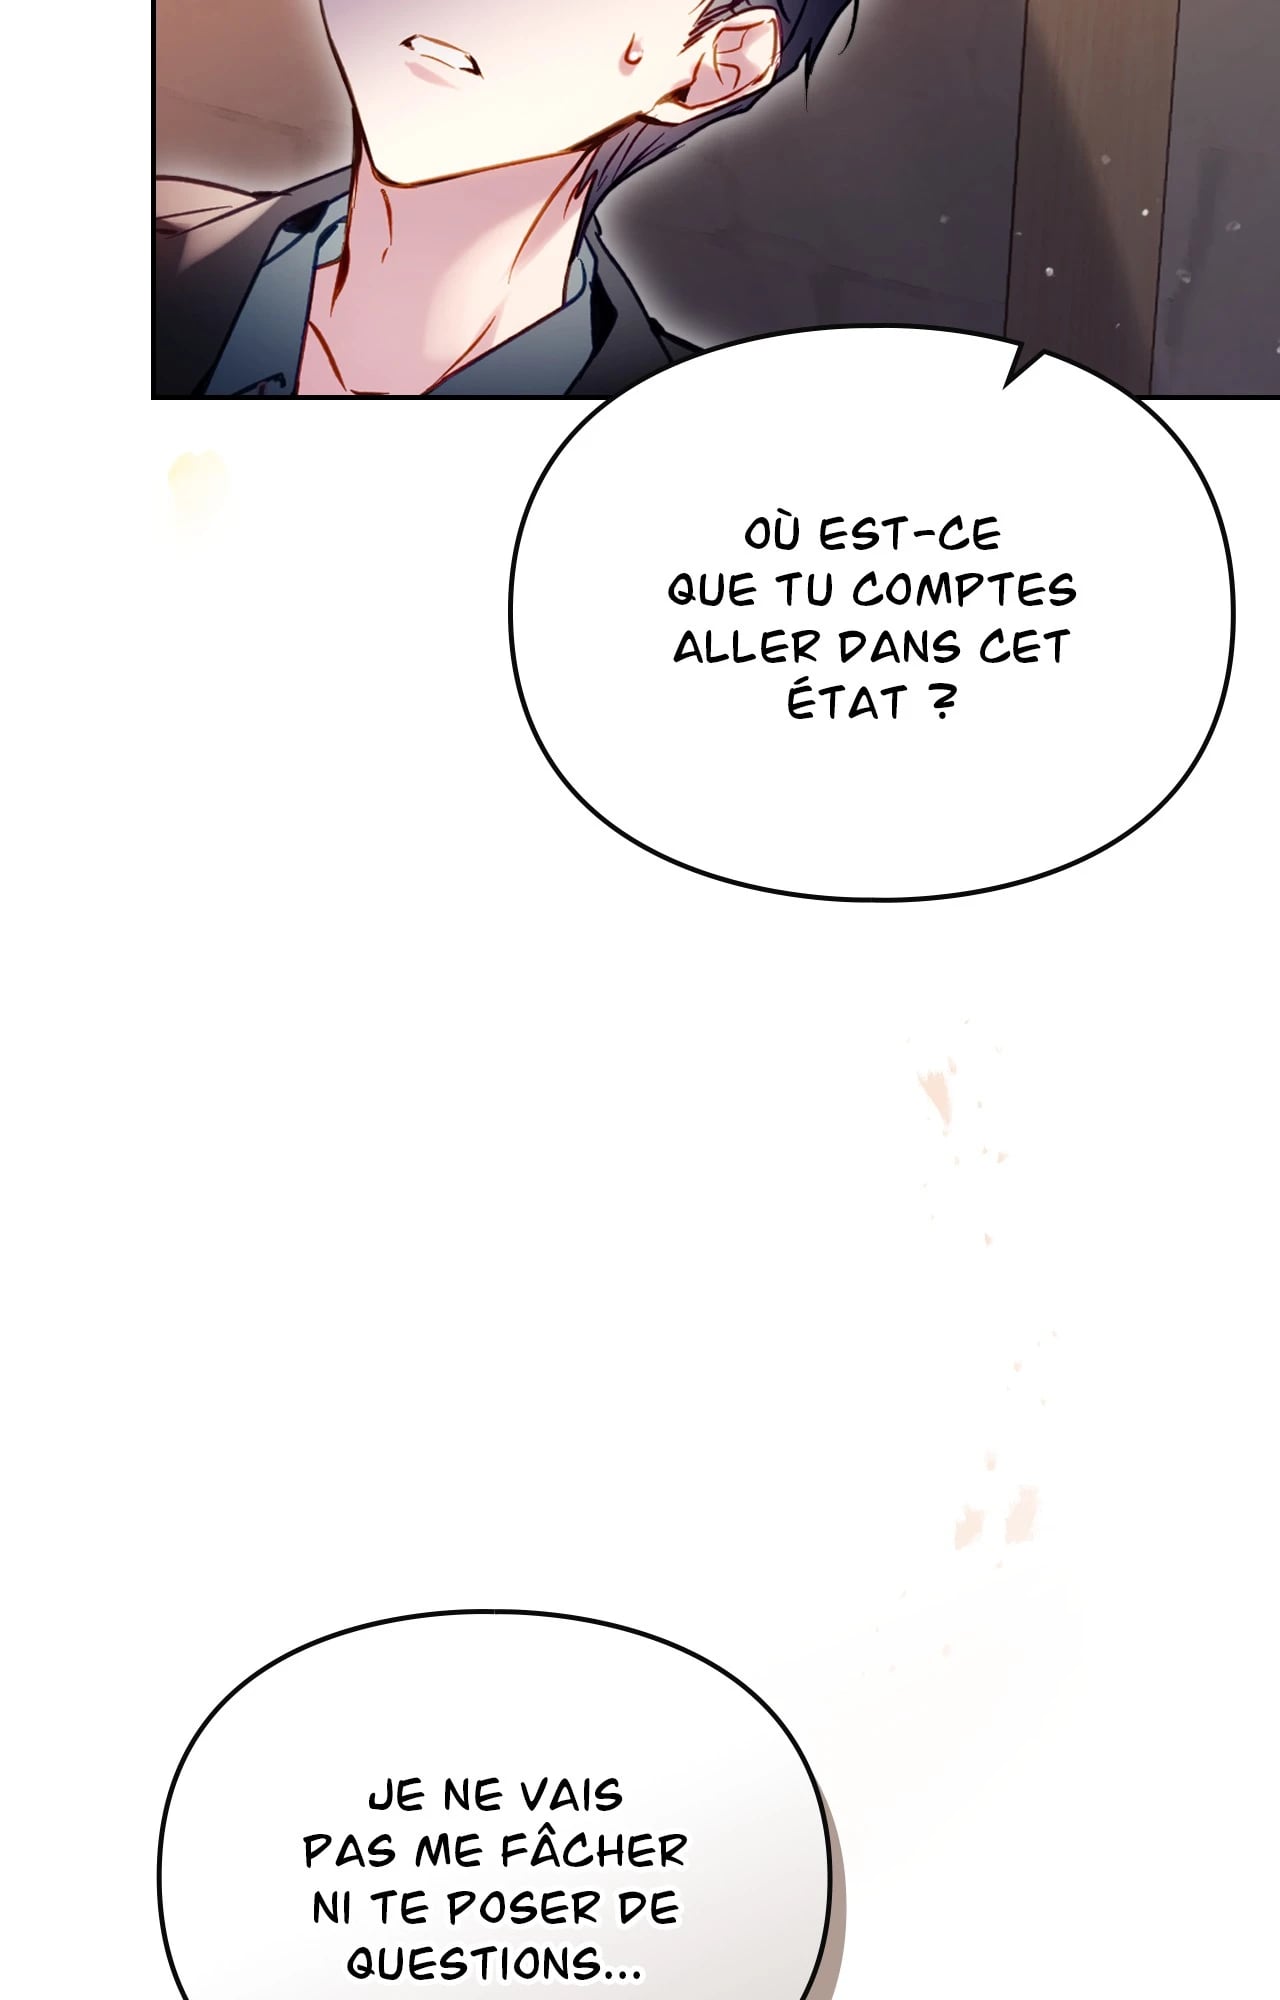 OÙ EST-CE
QUE TU COMPTES
ALLER DANS CET
ÉTAT ?
JE NE VAIS
PAS ME FÂCHER
NI TE POSER DE
QUESTIONS...